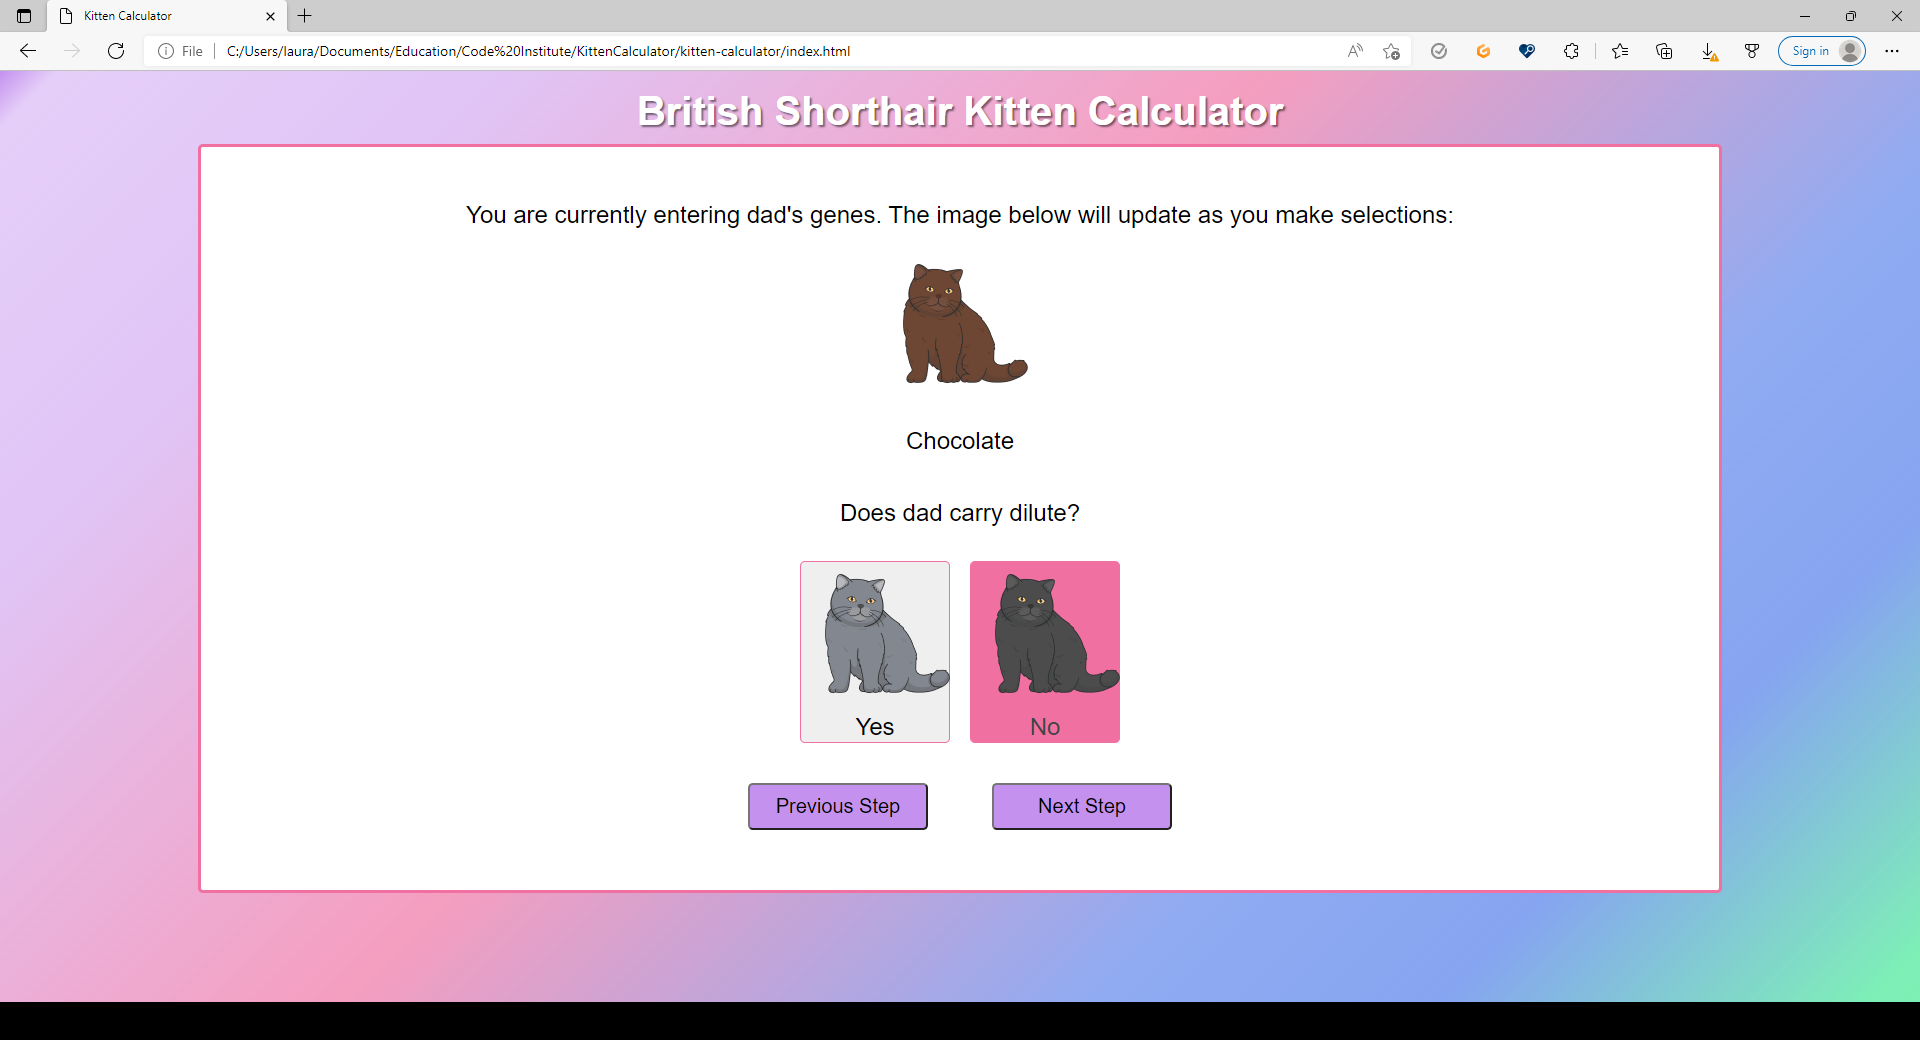 Kitten Calculator
File
C:/Users/laura/Documents/Education/Code%20Institute/KittenCalculator/kitten-calculator/index.html
Sign in
British Shorthair Kitten Calculator
You are currently entering dad's genes. The image below will update as you make selections:
Chocolate
Does dad carry dilute?
Yes
No
Previous Step
Next Step